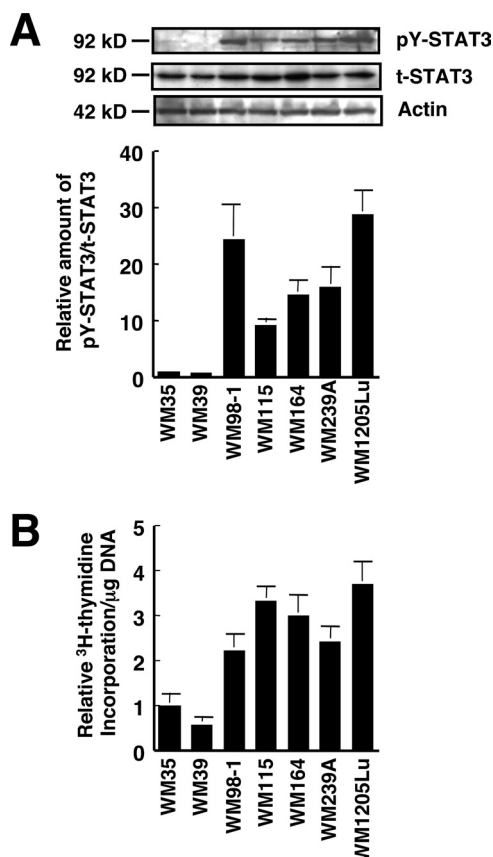 A
92 kD pY-STAT3
92 kD t-STAT3
42 kD Actin
Relative amount of
pY-STAT3/t-STAT3
40
30
20
10
0
WM35
WM39
WM98-1
WM115
WM164
WM239A
WM1205Lu
B
Relative ³H-thymidine
Incorporation/μg DNA
5
4
3
2
1
0
WM35
WM39
WM98-1
WM115
WM164
WM239A
WM1205Lu